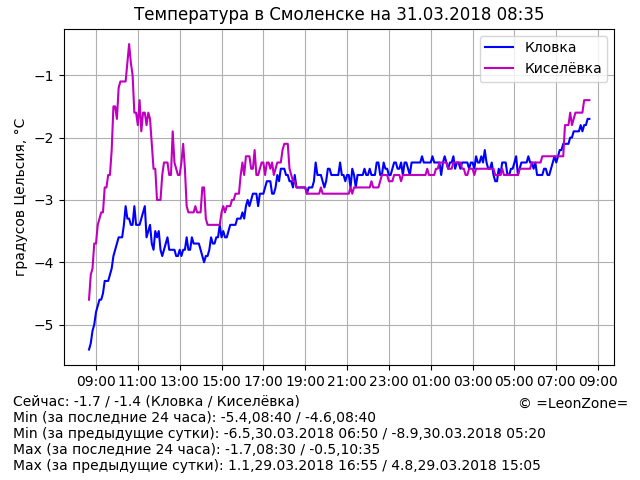 Температура в Смоленске на 31.03.2018 08:35
Кловка
Киселёвка
градусов Цельсия, °C
−1
−2
−3
−4
−5
09:00 11:00 13:00 15:00 17:00 19:00 21:00 23:00 01:00 03:00 05:00 07:00 09:00
Сейчас: -1.7 / -1.4 (Кловка / Киселёвка)
© =LeonZone=
Min (за последние 24 часа): -5.4,08:40 / -4.6,08:40
Min (за предыдущие сутки): -6.5,30.03.2018 06:50 / -8.9,30.03.2018 05:20
Max (за последние 24 часа): -1.7,08:30 / -0.5,10:35
Max (за предыдущие сутки): 1.1,29.03.2018 16:55 / 4.8,29.03.2018 15:05